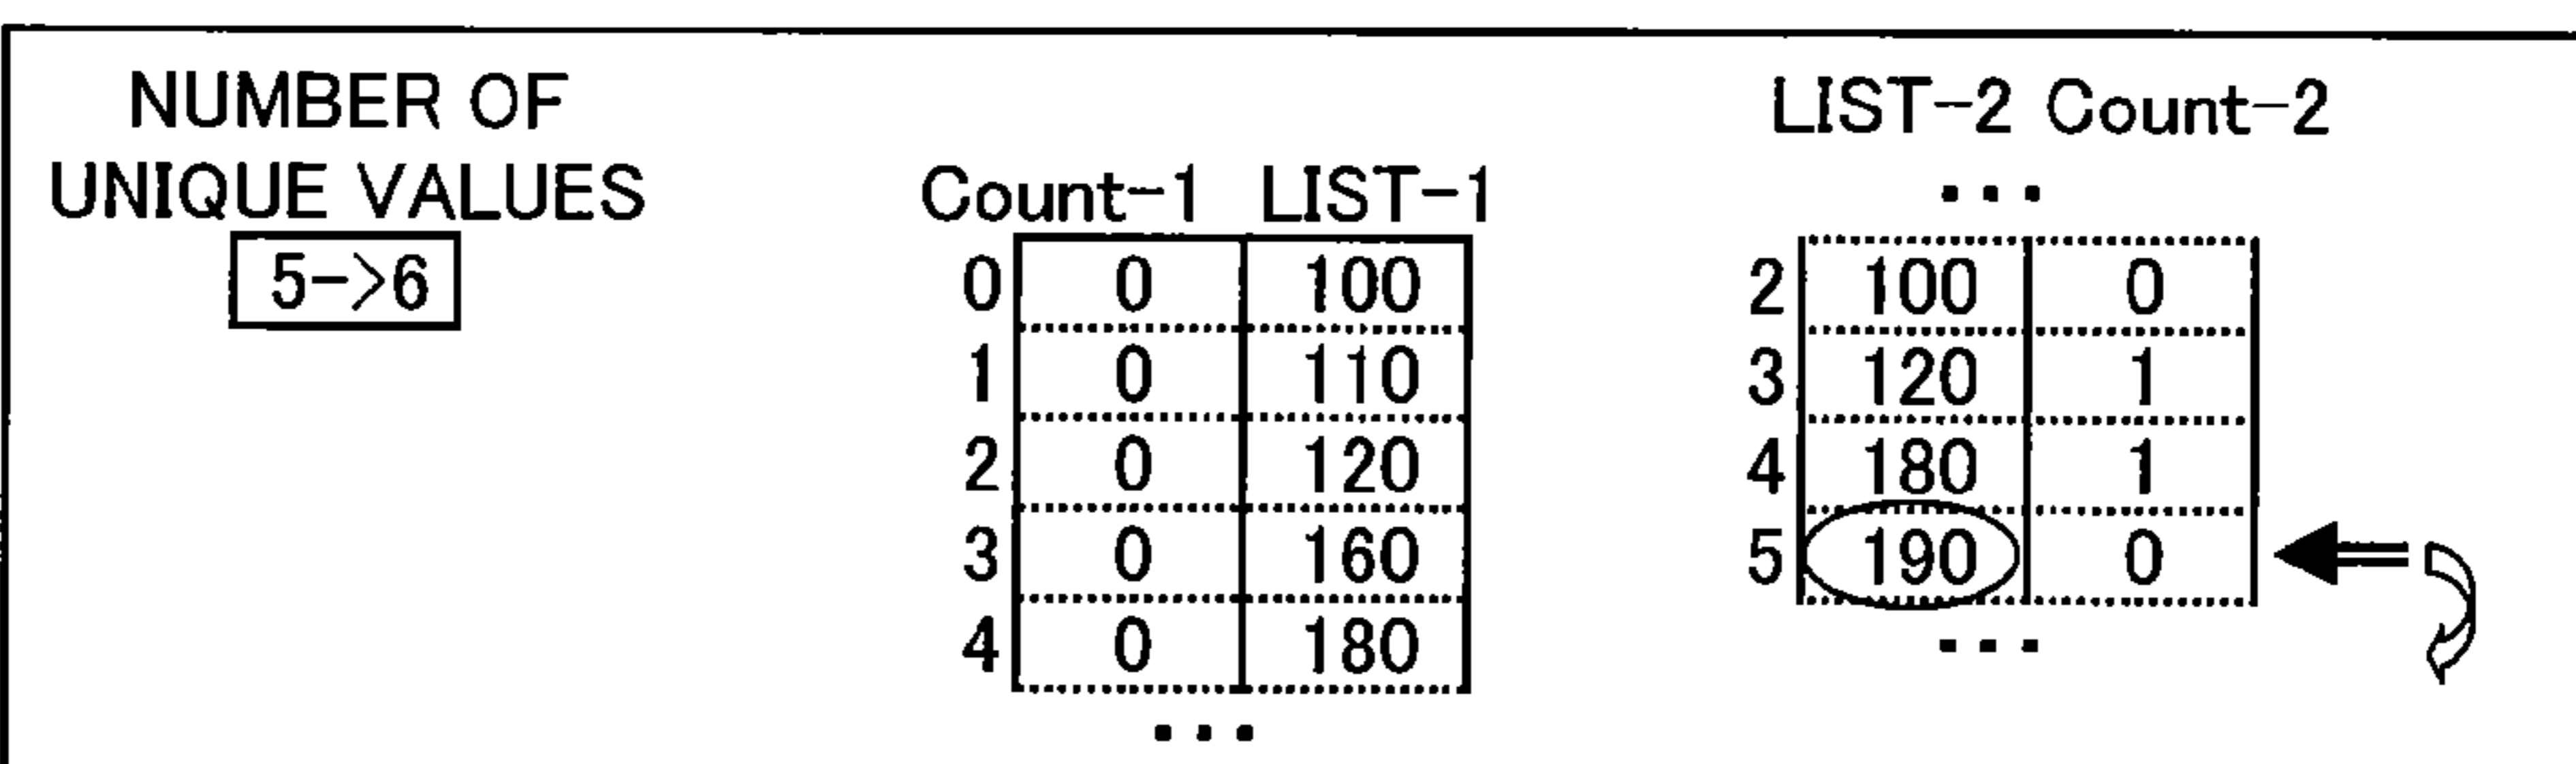 NUMBER OF
UNIQUE VALUES
5->6
Count-1 LIST-1
0 0 100
1 0 110
2 0 120
3 0 160
4 0 180
...
LIST-2 Count-2
...
2 100 0
3 120 1
4 180 1
5 190 0
...